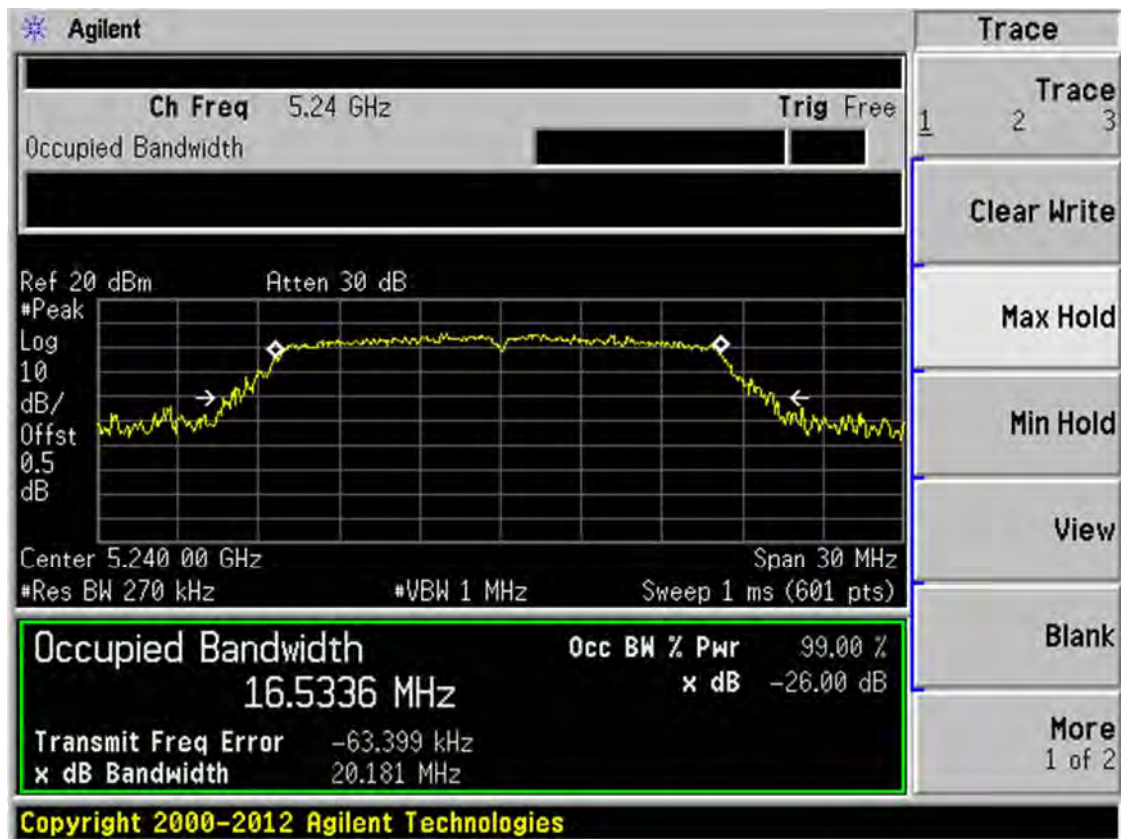 Agilent
Trace
Ch Freq 5.24 GHz Trig Free
Occupied Bandwidth
Trace
1 2 3
Clear Write
Max Hold
Min Hold
View
Blank
More
1 of 2
Ref 20 dBm Atten 30 dB
#Peak
Log
10
dB/
Offst
0.5
dB
Center 5.240 00 GHz Span 30 MHz
#Res BW 270 kHz #VBW 1 MHz Sweep 1 ms (601 pts)
Occupied Bandwidth
16.5336 MHz
Occ BW % Pwr 99.00 %
x dB -26.00 dB
Transmit Freq Error -63.399 kHz
x dB Bandwidth 20.181 MHz
Copyright 2000-2012 Agilent Technologies